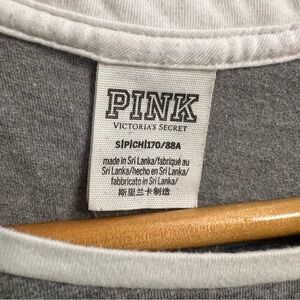 PINK
VICTORIA'S SECRET
S|P|CH|170/88A
made in Sri Lanka/fabriqué au
Sri Lanka/hecho en Sri Lanka/
fabbricato in Sri Lanka/
斯里兰卡制造